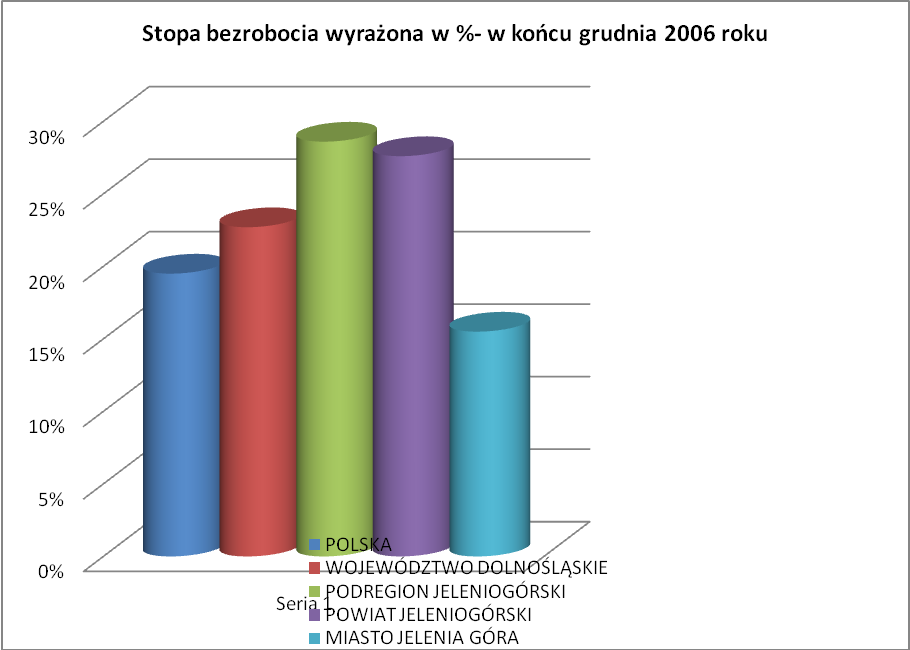 Stopa bezrobocia wyrażona w %- w końcu grudnia 2006 roku
30%
25%
20%
15%
10%
5%
0%
Seria 1
POLSKA
WOJEWÓDZTWO DOLNOŚLĄSKIE
PODREGION JELENIOGÓRSKI
POWIAT JELENIOGÓRSKI
MIASTO JELENIA GÓRA